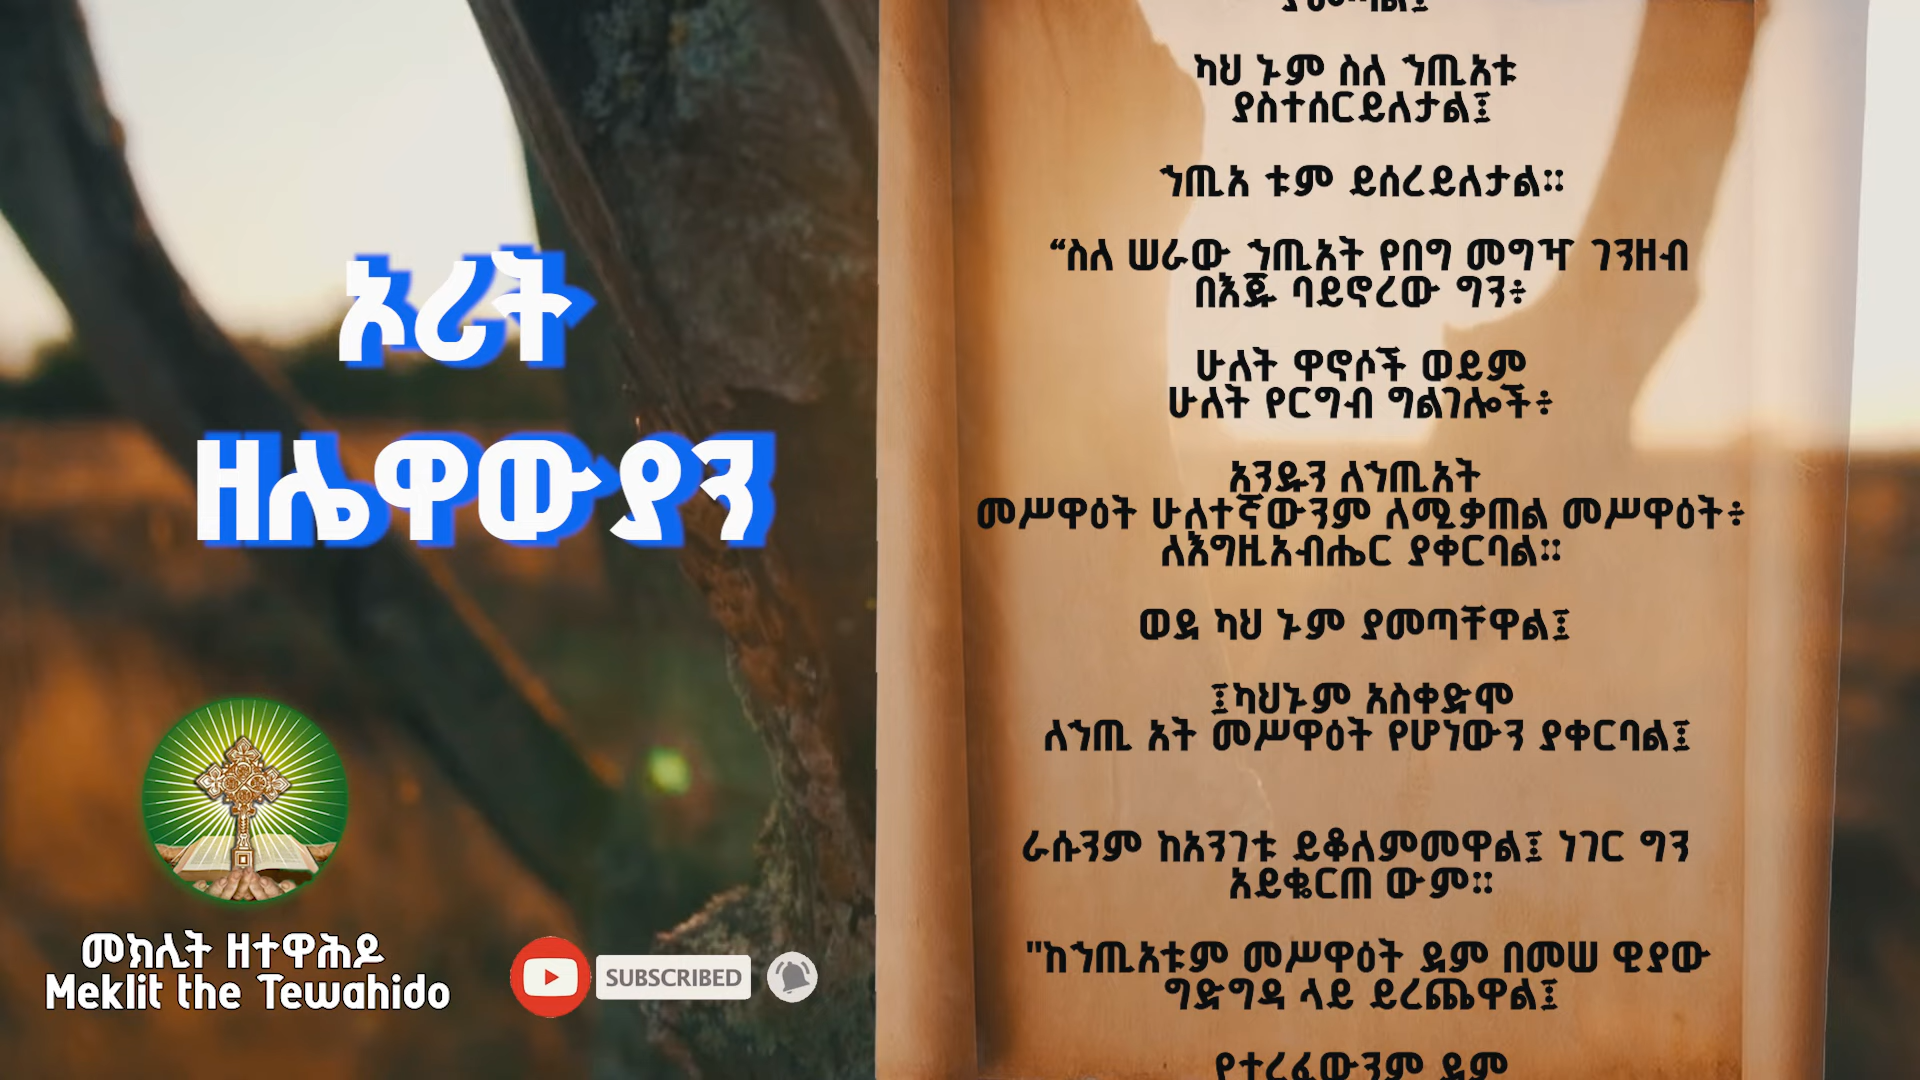 ኦሪት
ዘሌዋውያን
መክሊት ዘተዋሕዶ
Meklit the Tewahido
SUBSCRIBED
ካህ ኑም ስለ ኀጢአቱ
ያስተሰርይለታል፤
ኀጢአ ቱም ይሰረይለታል።
“ስለ ሠራው ኀጢአት የበግ መግዣ ገንዘብ
በእጁ ባይኖረው ግን፥
ሁለት ዋኖሶች ወይም
ሁለት የርግብ ግልገሎች፥
አንዱን ለኀጢአት
መሥዋዕት ሁለተኛውንም ለሚቃጠል መሥዋዕት፥
ለእግዚአብሔር ያቀርባል።
ወደ ካህ ኑም ያመጣቸዋል፤
፤ካህኑም አስቀድሞ
ለኀጢ አት መሥዋዕት የሆነውን ያቀርባል፤
ራሱንም ከአንገቱ ይቆለምመዋል፤ ነገር ግን
አይቈርጠ ውም።
"ከኀጢአቱም መሥዋዕት ደም በመሠ ዊያው
ግድግዳ ላይ ይረጨዋል፤
የተረፈውንም ደም